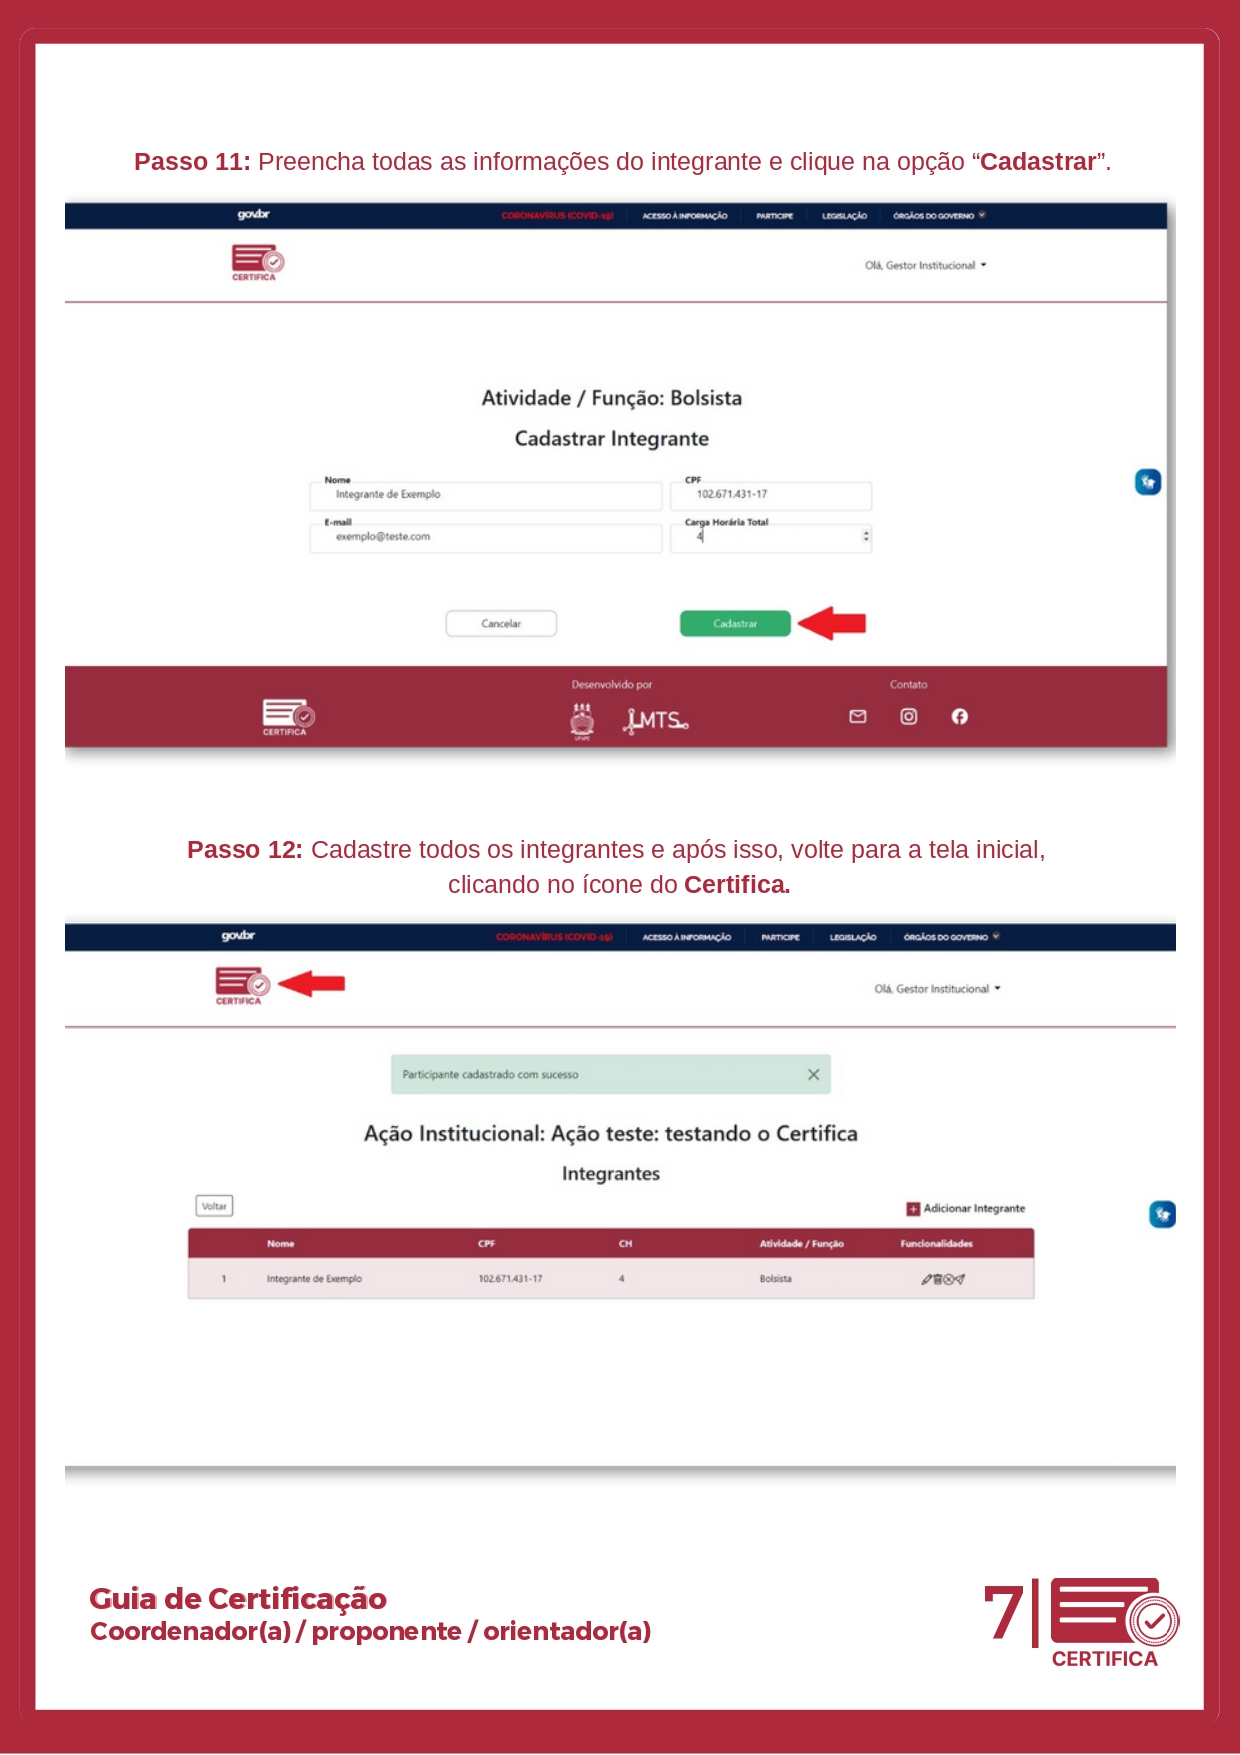 Passo 11: Preencha todas as informações do integrante e clique na opção “Cadastrar”.
gov.br CORONAVÍRUS (COVID-19) ACESSO À INFORMAÇÃO PARTICIPE LEGISLAÇÃO ÓRGÃOS DO GOVERNO
CERTIFICA
Olá, Gestor Institucional
Atividade / Função: Bolsista
Cadastrar Integrante
Nome CPF
Integrante de Exemplo 102.671.431-17
E-mail Carga Horária Total
exemplo@teste.com 4
Cancelar Cadastrar
Desenvolvido por Contato
CERTIFICA UFAPE LMTS
Passo 12: Cadastre todos os integrantes e após isso, volte para a tela inicial,
clicando no ícone do Certifica.
gov.br CORONAVÍRUS (COVID-19) ACESSO À INFORMAÇÃO PARTICIPE LEGISLAÇÃO ÓRGÃOS DO GOVERNO
CERTIFICA
Olá, Gestor Institucional
Participante cadastrado com sucesso
Ação Institucional: Ação teste: testando o Certifica
Integrantes
Voltar Adicionar Integrante
Nome CPF CH Atividade / Função Funcionalidades
1 Integrante de Exemplo 102.671.431-17 4 Bolsista
Guia de Certificação
Coordenador(a) / proponente / orientador(a)
7
CERTIFICA